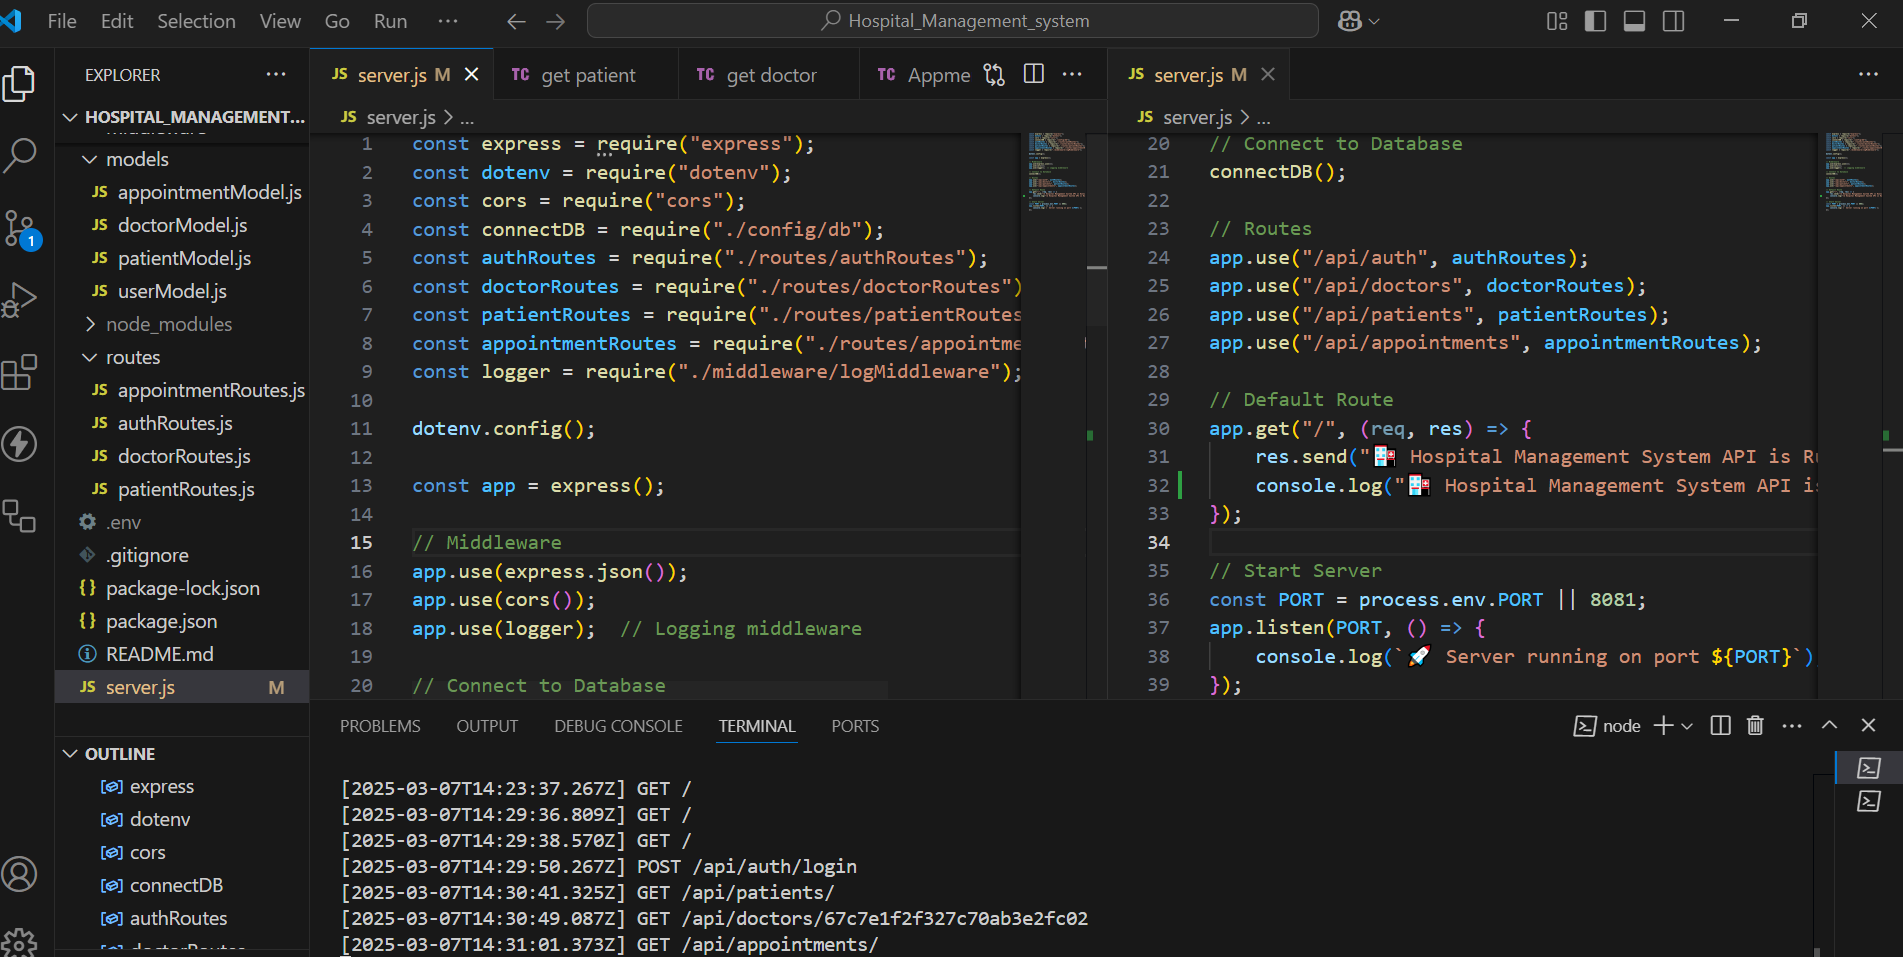 File Edit Selection View Go Run ···
Hospital_Management_system
EXPLORER
HOSPITAL_MANAGEMENT...
models
JS appointmentModel.js
JS doctorModel.js
JS patientModel.js
JS userModel.js
node_modules
routes
JS appointmentRoutes.js
JS authRoutes.js
JS doctorRoutes.js
JS patientRoutes.js
.env
.gitignore
{} package-lock.json
{} package.json
README.md
JS server.js M
OUTLINE
express
dotenv
cors
connectDB
authRoutes
doctorRoutes
1
JS server.js M
TC get patient
TC get doctor
TC Appme
JS server.js > ...
1 const express = require("express");
2 const dotenv = require("dotenv");
3 const cors = require("cors");
4 const connectDB = require("./config/db");
5 const authRoutes = require("./routes/authRoutes");
6 const doctorRoutes = require("./routes/doctorRoutes")
7 const patientRoutes = require("./routes/patientRoutes
8 const appointmentRoutes = require("./routes/appointme
9 const logger = require("./middleware/logMiddleware");
10
11 dotenv.config();
12
13 const app = express();
14
15 // Middleware
16 app.use(express.json());
17 app.use(cors());
18 app.use(logger);  // Logging middleware
19
20 // Connect to Database
JS server.js M
JS server.js > ...
20 // Connect to Database
21 connectDB();
22
23 // Routes
24 app.use("/api/auth", authRoutes);
25 app.use("/api/doctors", doctorRoutes);
26 app.use("/api/patients", patientRoutes);
27 app.use("/api/appointments", appointmentRoutes);
28
29 // Default Route
30 app.get("/", (req, res) => {
31 res.send("🏥 Hospital Management System API is Ru
32 console.log("🏥 Hospital Management System API is
33 });
34
35 // Start Server
36 const PORT = process.env.PORT || 8081;
37 app.listen(PORT, () => {
38 console.log(`🚀 Server running on port ${PORT}`)
39 });
PROBLEMS OUTPUT DEBUG CONSOLE TERMINAL PORTS
node
[2025-03-07T14:23:37.267Z] GET /
[2025-03-07T14:29:36.809Z] GET /
[2025-03-07T14:29:38.570Z] GET /
[2025-03-07T14:29:50.267Z] POST /api/auth/login
[2025-03-07T14:30:41.325Z] GET /api/patients/
[2025-03-07T14:30:49.087Z] GET /api/doctors/67c7e1f2f327c70ab3e2fc02
[2025-03-07T14:31:01.373Z] GET /api/appointments/